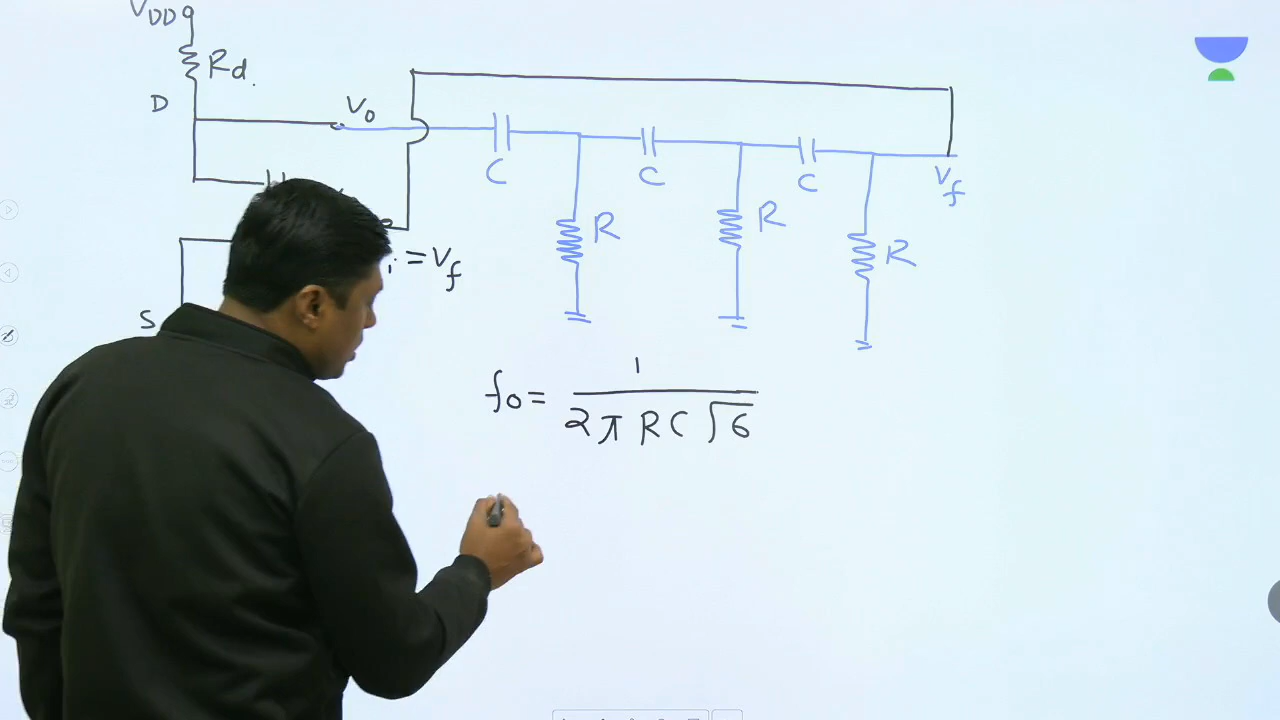 VDD
Rd.
D
Vo
C
C
C
Vf
R
R
R
i = Vf
S
fo = 1 / 2π RC √6